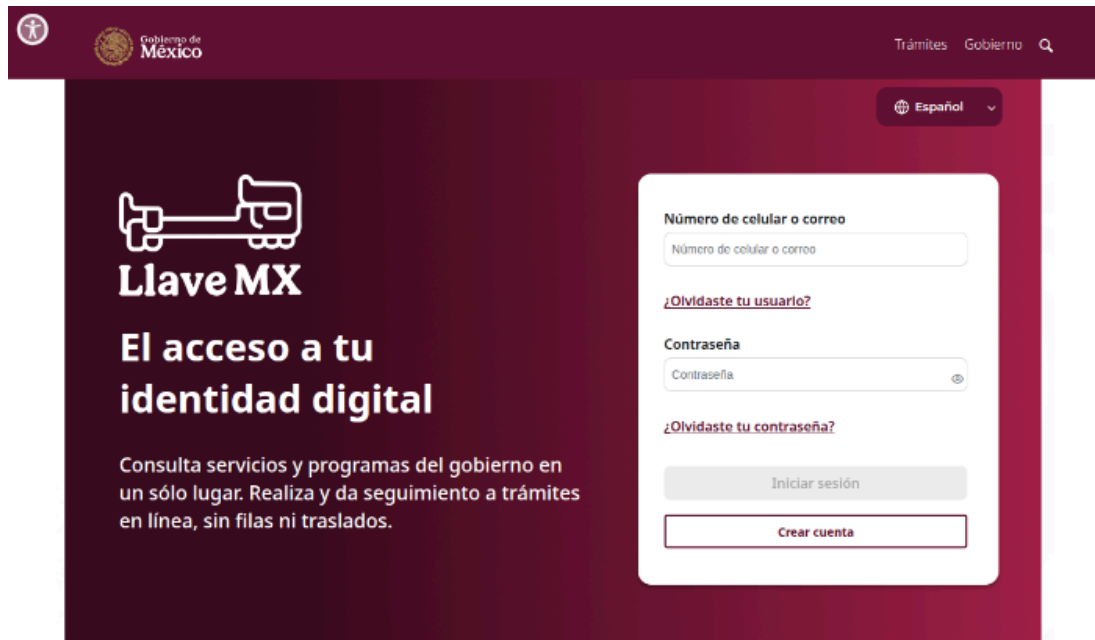 Gobierno de
México
Trámites Gobierno
Español
Llave MX
El acceso a tu
identidad digital
Consulta servicios y programas del gobierno en
un sólo lugar. Realiza y da seguimiento a trámites
en línea, sin filas ni traslados.
Número de celular o correo
Número de celular o correo
¿Olvidaste tu usuario?
Contraseña
Contraseña
¿Olvidaste tu contraseña?
Iniciar sesión
Crear cuenta